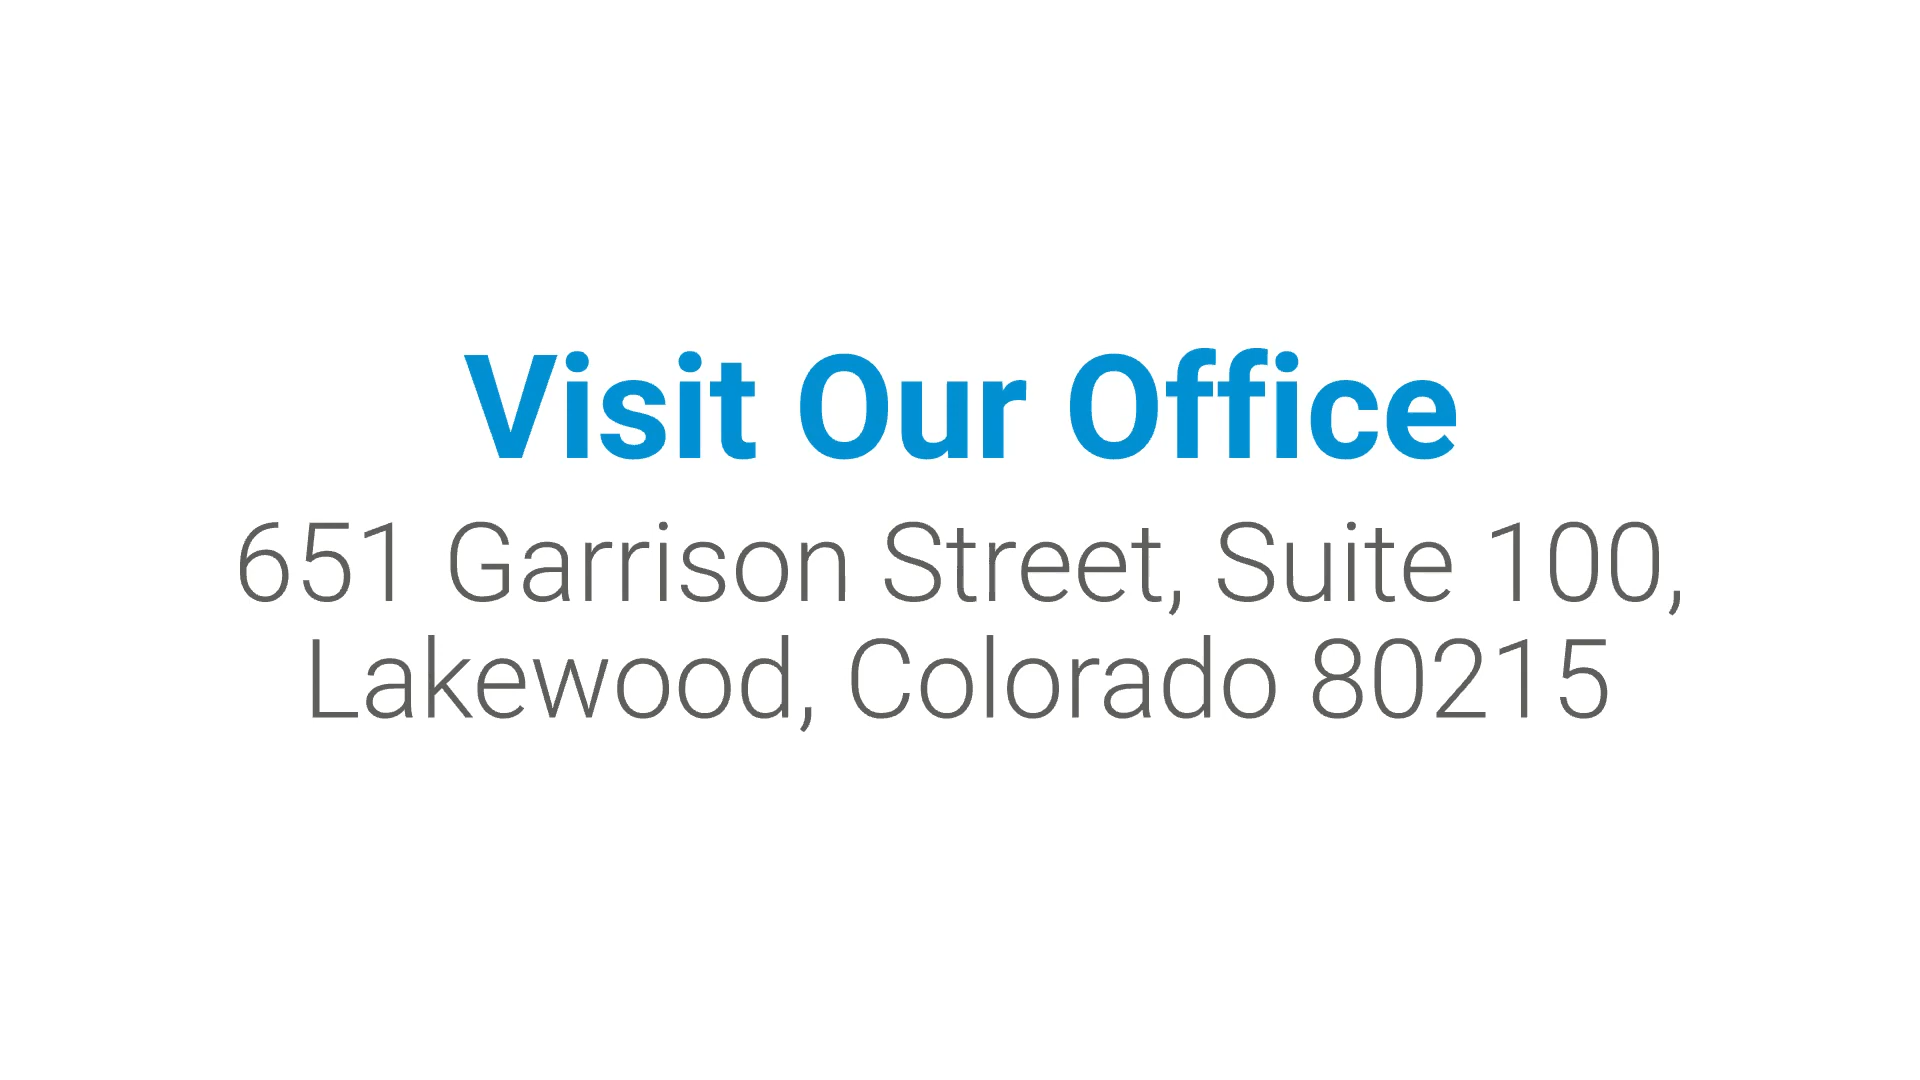 Visit Our Office
651 Garrison Street, Suite 100,
Lakewood, Colorado 80215